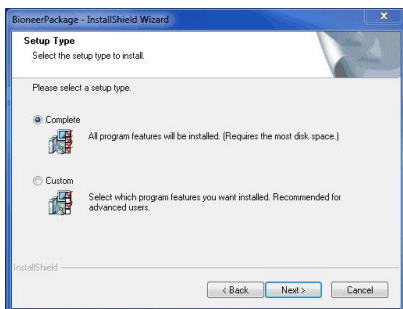 BioneerPackage - InstallShield Wizard
Setup Type
Select the setup type to install.
Please select a setup type.
Complete
All program features will be installed. (Requires the most disk space.)
Custom
Select which program features you want installed. Recommended for
advanced users.
InstallShield
< Back
Next >
Cancel